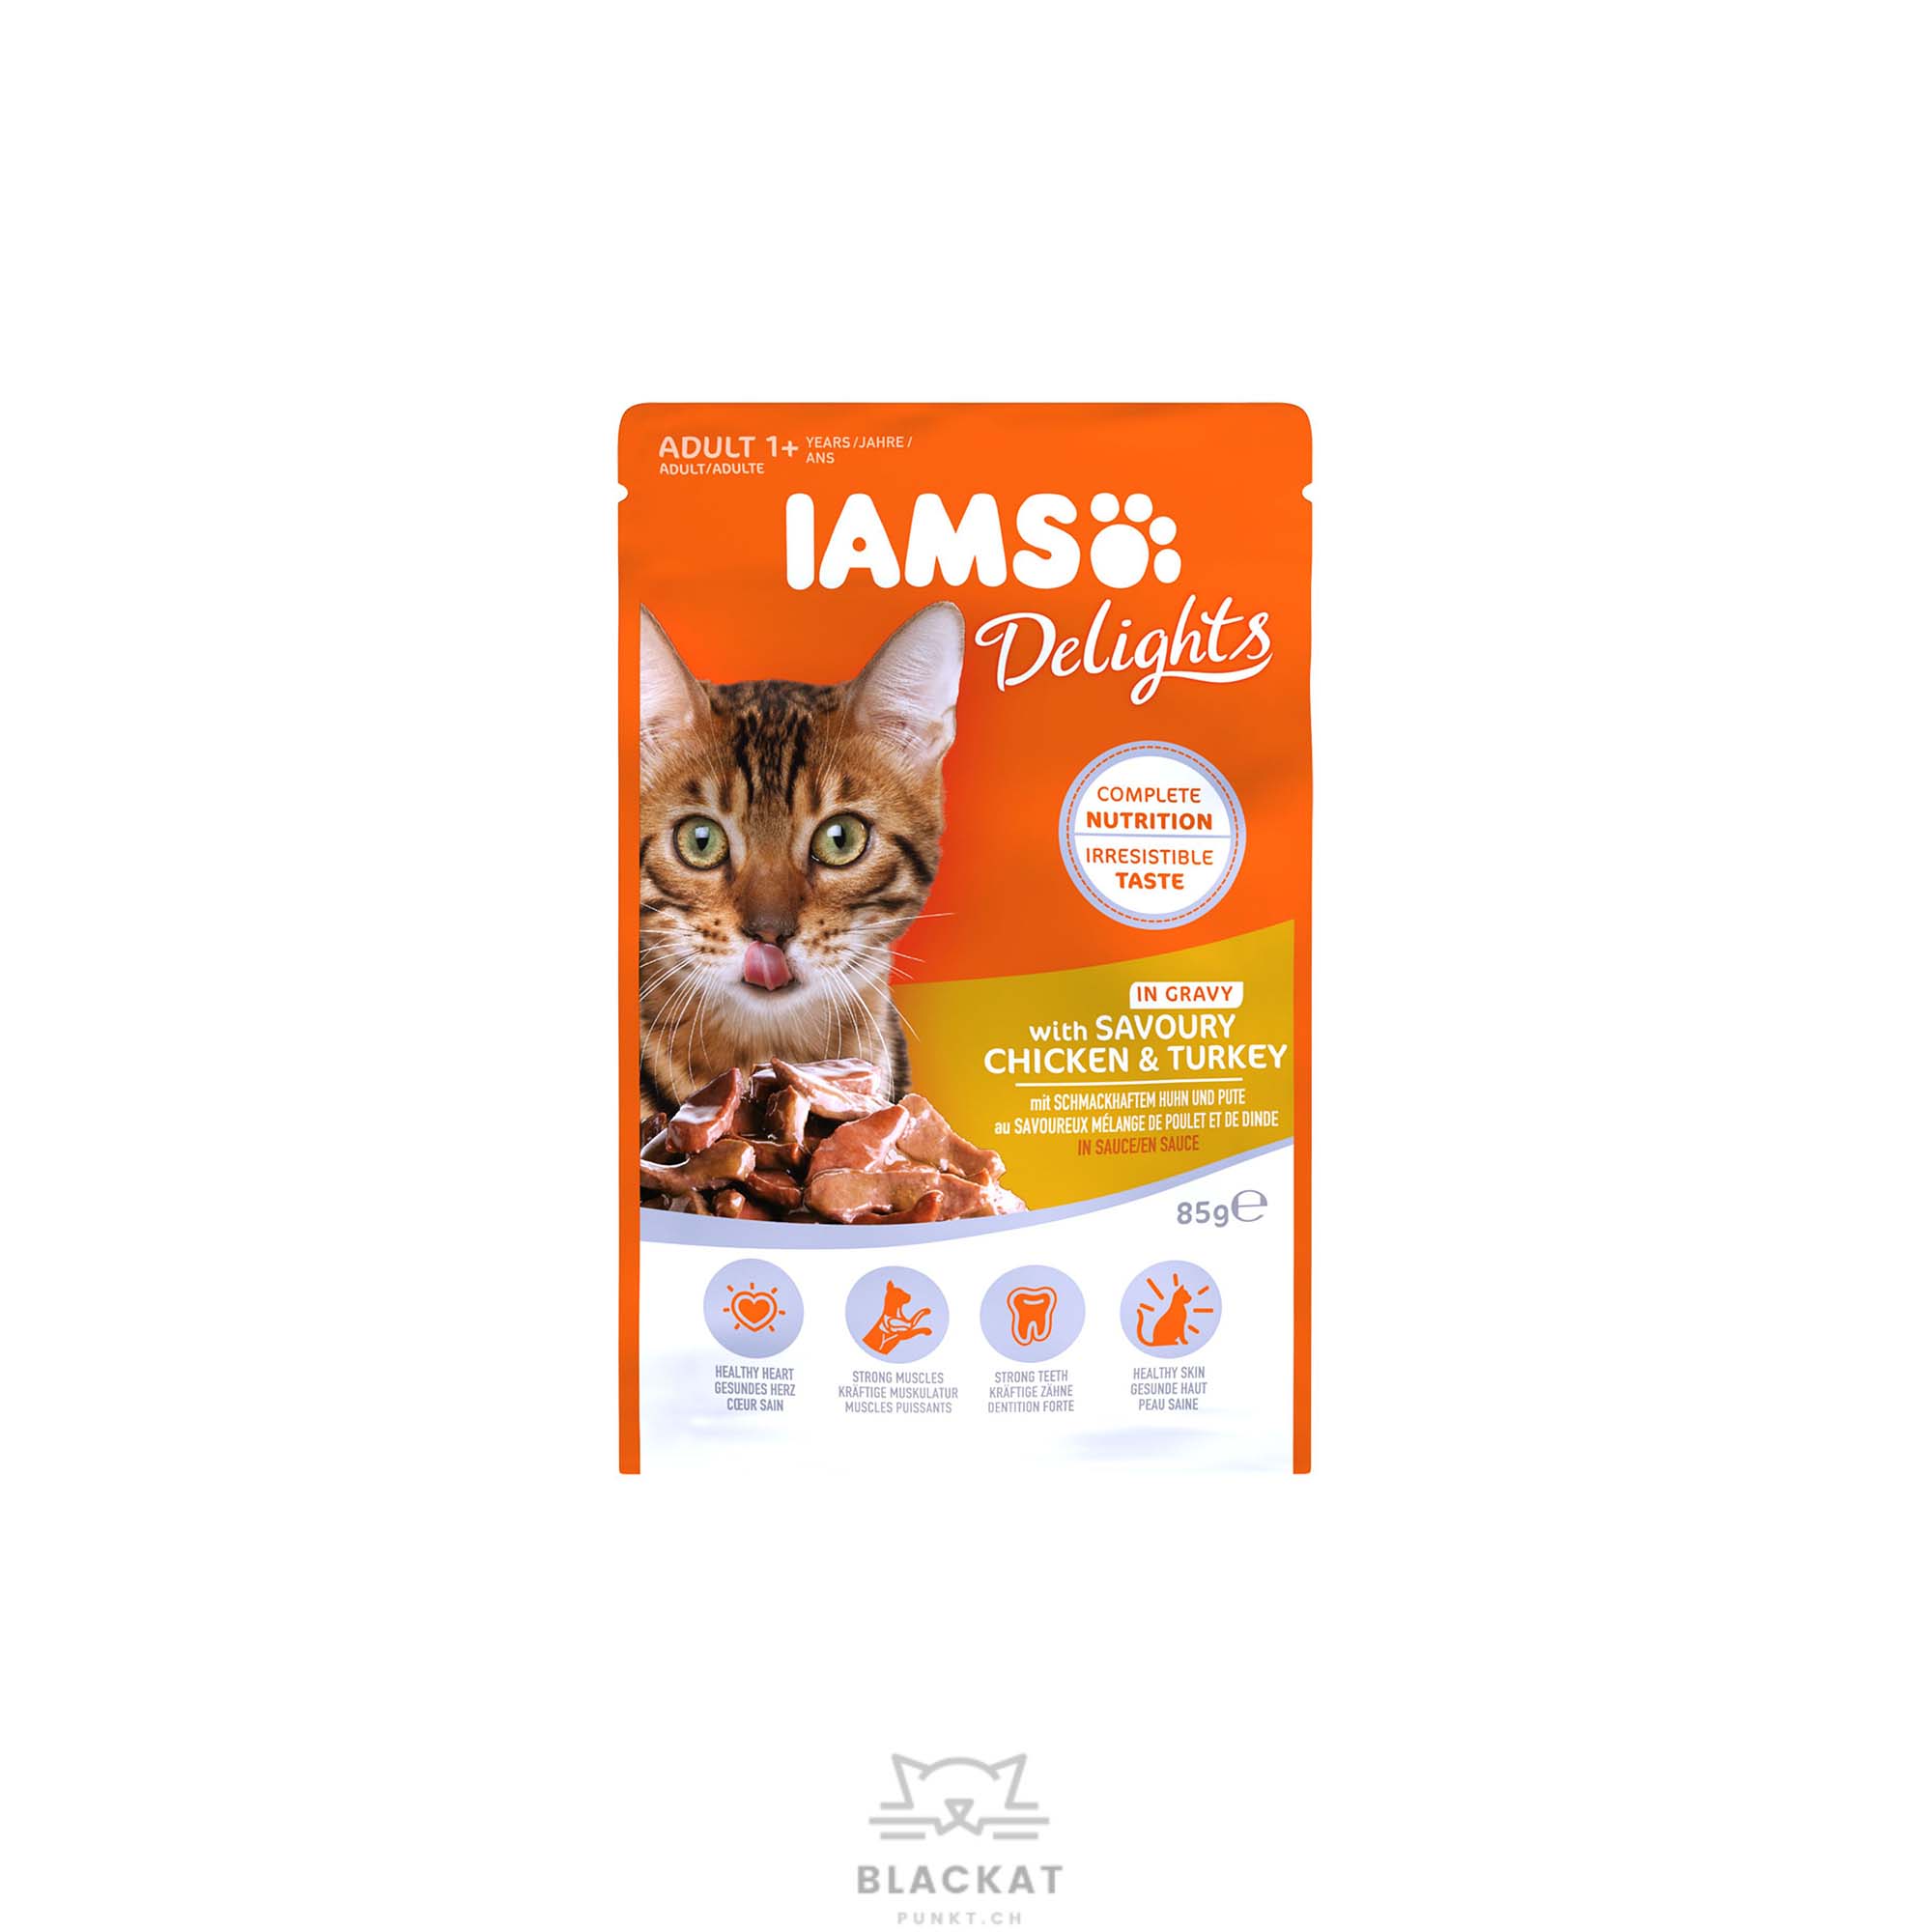 ADULT 1+ YEARS/JAHRE/
ADULT/ADULTE ANS
IAMS
Delights
COMPLETE
NUTRITION
IRRESISTIBLE
TASTE
IN GRAVY
with SAVOURY
CHICKEN & TURKEY
mit SCHMACKHAFTEM HUHN UND PUTE
au SAVOUREUX MÉLANGE DE POULET ET DE DINDE
IN SAUCE/EN SAUCE
85g℮
HEALTHY HEART
GESUNDES HERZ
CŒUR SAIN
STRONG MUSCLES
KRÄFTIGE MUSKULATUR
MUSCLES PUISSANTS
STRONG TEETH
KRÄFTIGE ZÄHNE
DENTITION FORTE
HEALTHY SKIN
GESUNDE HAUT
PEAU SAINE
BLACKAT
PUNKT.CH